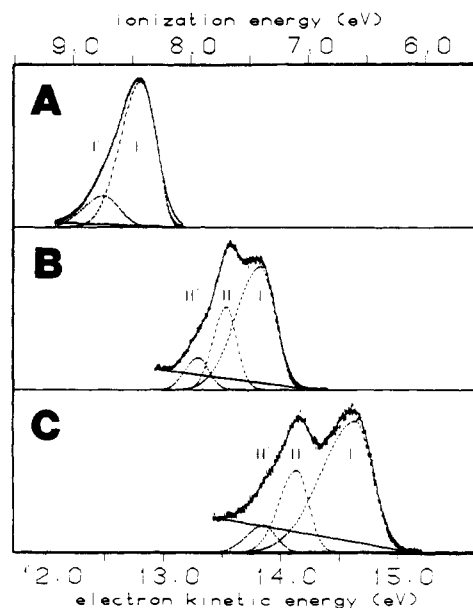 ionization energy (eV)
9.0 8.0 7.0 6.0
A
I' I
B
II' II I
C
II' II I
12.0 13.0 14.0 15.0
electron kinetic energy (eV)